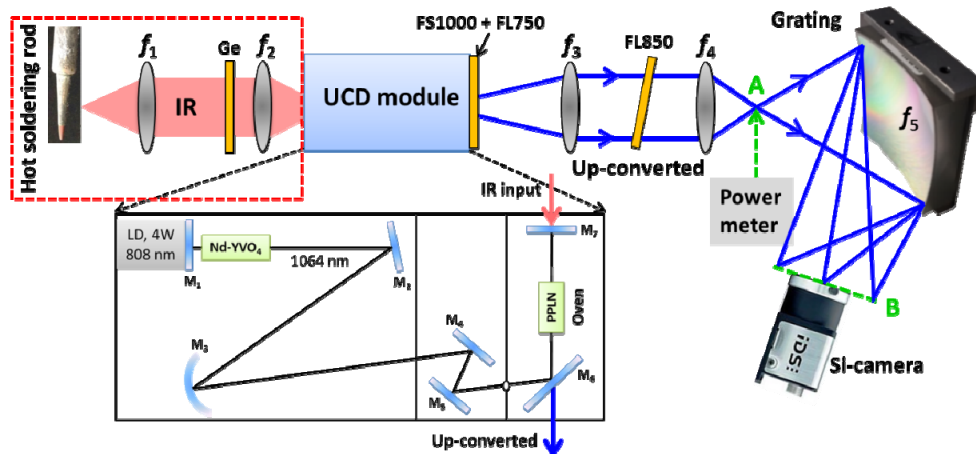 Hot soldering rod
f1
Ge
f2
IR
UCD module
FS1000 + FL750
f3
FL850
f4
Up-converted
A
Grating
f5
Power
meter
B
Si-camera
IR input
LD, 4W
808 nm
M1
Nd-YVO4
1064 nm
M2
M3
M4
M5
M7
PPLN
Oven
M6
Up-converted